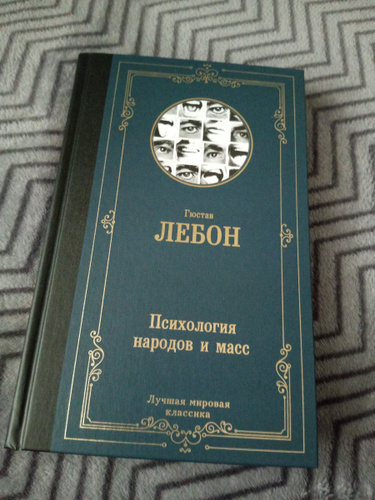 Гюстав
ЛЕБОН
Психология
народов и масс
Лучшая мировая
классика